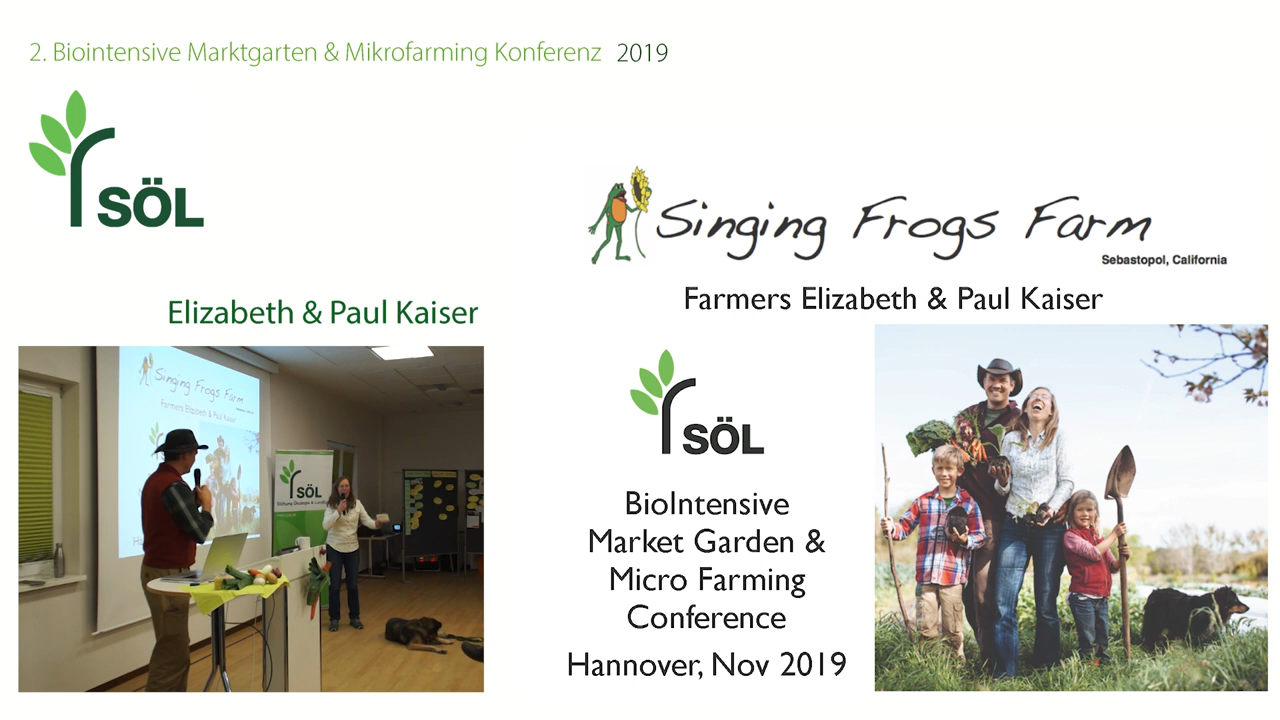 2. Biointensive Marktgarten & Mikrofarming Konferenz 2019
SÖL
Elizabeth & Paul Kaiser
Singing Frogs Farm
Farmers Elizabeth & Paul Kaiser
SÖL
Singing Frogs Farm
Sebastopol, California
Farmers Elizabeth & Paul Kaiser
SÖL
BioIntensive
Market Garden &
Micro Farming
Conference
Hannover, Nov 2019